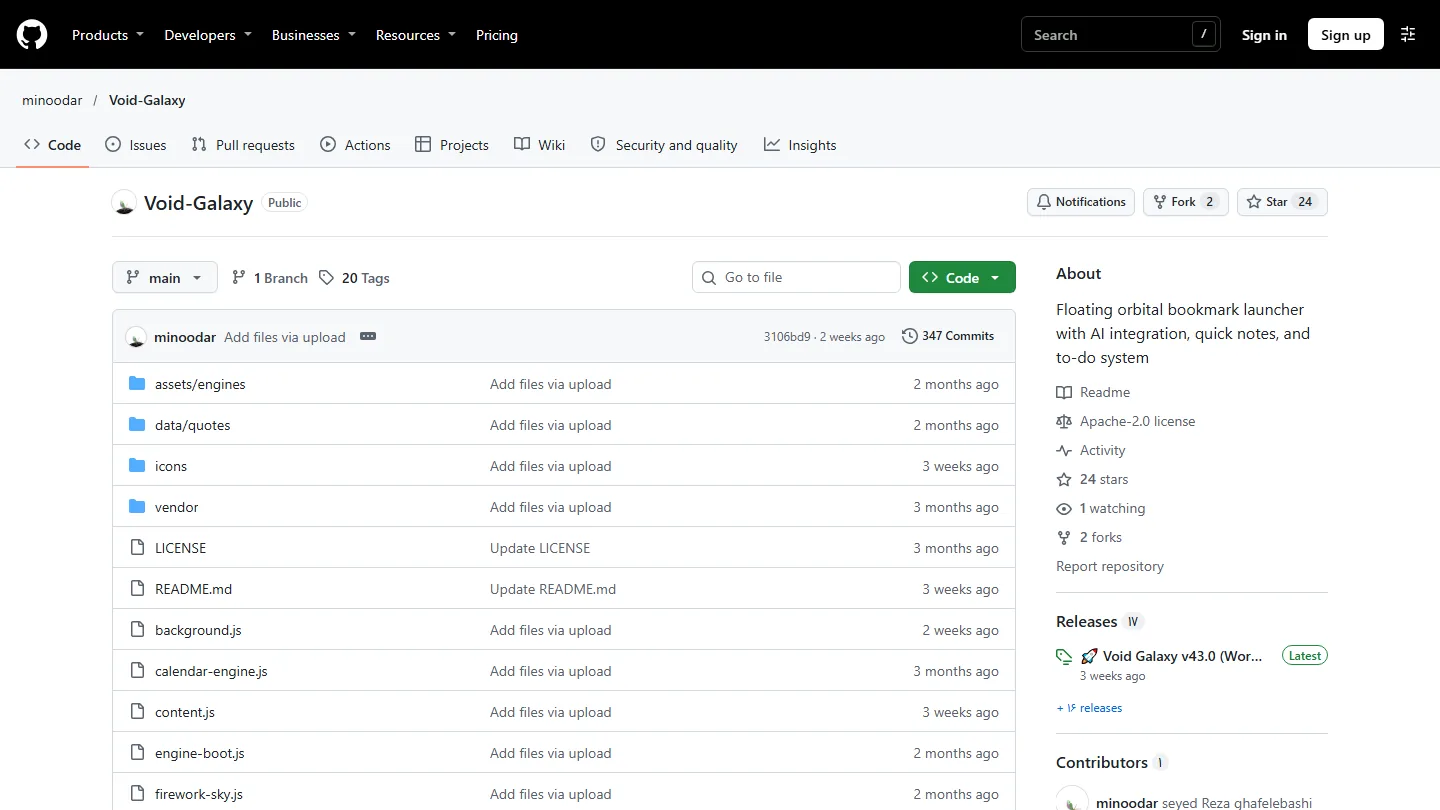 Products Developers Businesses Resources Pricing Search / Sign in Sign up
minoodar / Void-Galaxy
Code Issues Pull requests Actions Projects Wiki Security and quality Insights
Void-Galaxy Public Notifications Fork 2 Star 24
main 1 Branch 20 Tags Go to file Code
minoodar Add files via upload 3106bd9 · 2 weeks ago 347 Commits
assets/engines Add files via upload 2 months ago
data/quotes Add files via upload 2 months ago
icons Add files via upload 3 weeks ago
vendor Add files via upload 3 months ago
LICENSE Update LICENSE 3 months ago
README.md Update README.md 3 weeks ago
background.js Add files via upload 2 weeks ago
calendar-engine.js Add files via upload 3 months ago
content.js Add files via upload 3 weeks ago
engine-boot.js Add files via upload 2 months ago
firework-sky.js Add files via upload 2 months ago
About
Floating orbital bookmark launcher
with AI integration, quick notes, and
to-do system
Readme
Apache-2.0 license
Activity
24 stars
1 watching
2 forks
Report repository
Releases ۱۷
🚀 Void Galaxy v43.0 (Wor... Latest
3 weeks ago
+ ۱۶ releases
Contributors ۱
minoodar seyed Reza ghafelebashi